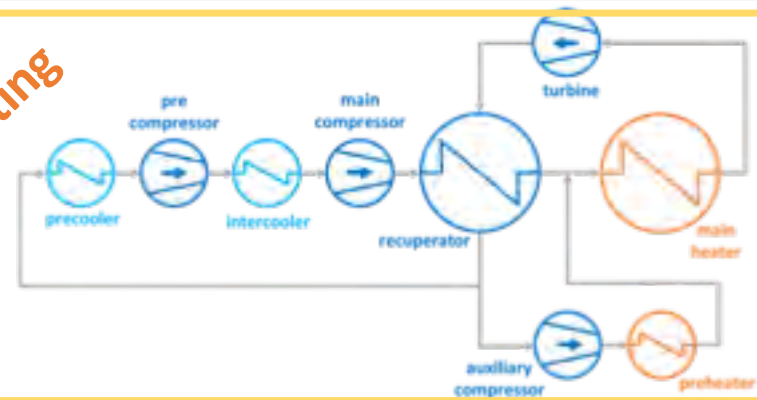 ting
pre
compressor
main
compressor
turbine
precooler
intercooler
recuperator
main
heater
auxiliary
compressor
preheater